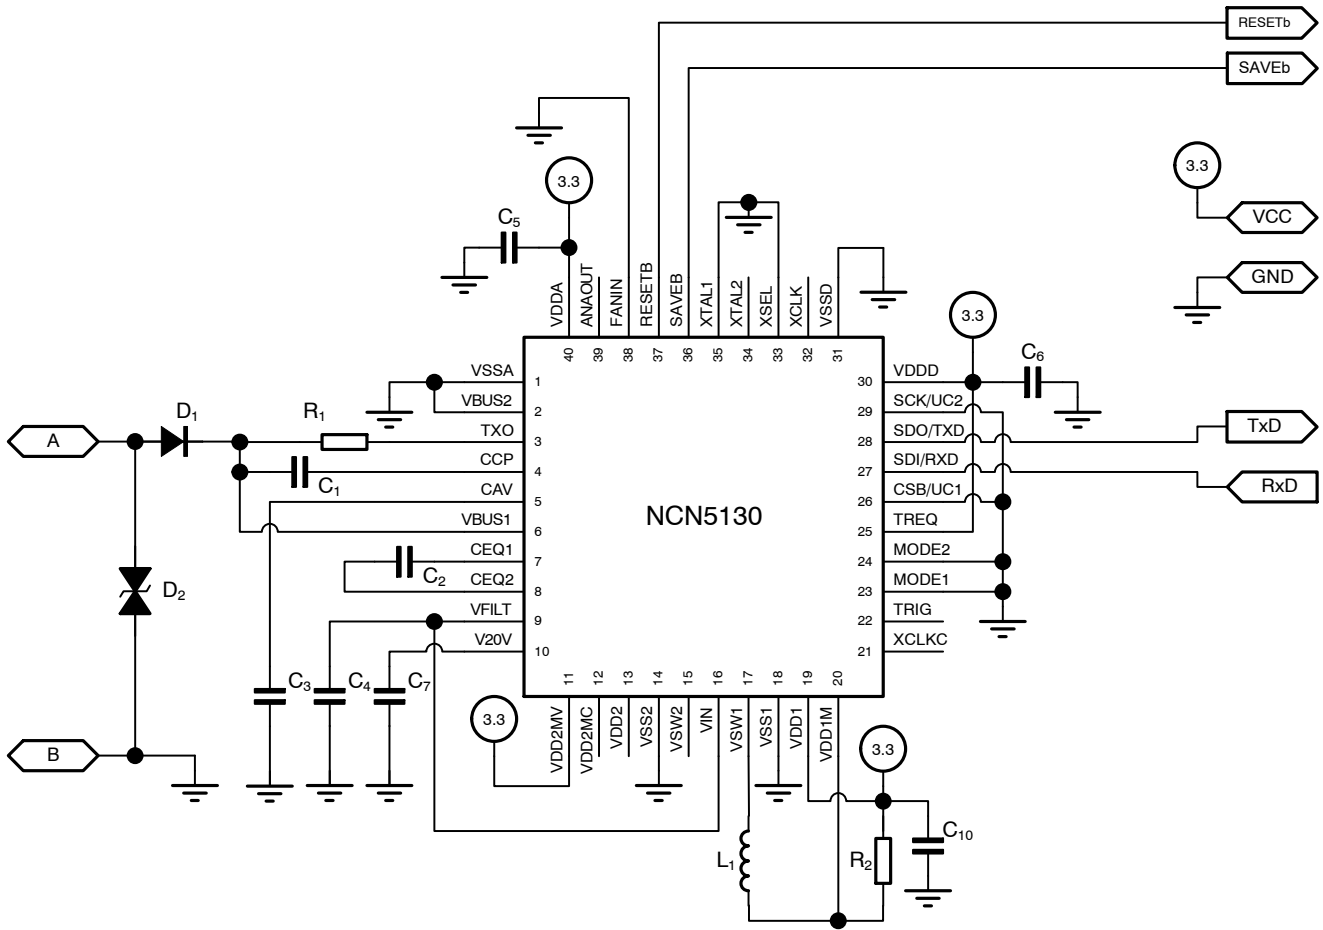 RESETb
SAVEb
3.3
3.3
C5
VCC
GND
VDDA
ANAOUT
FANIN
RESETB
SAVEB
XTAL1
XTAL2
XSEL
XCLK
VSSD
3.3
40
39
38
37
36
35
34
33
32
31
C6
VSSA 1
VBUS2 2
TXO 3
CCP 4
CAV 5
VBUS1 6
CEQ1 7
CEQ2 8
VFILT 9
V20V 10
A
D1
R1
C1
C2
D2
C3
C4
C7
B
NCN5130
30 VDDD
29 SCK/UC2
28 SDO/TXD
27 SDI/RXD
26 CSB/UC1
25 TREQ
24 MODE2
23 MODE1
22 TRIG
21 XCLKC
TxD
RxD
11
12
13
14
15
16
17
18
19
20
3.3
VDD2MV
VDD2MC
VDD2
VSS2
VSW2
VIN
VSW1
VSS1
VDD1
VDD1M
3.3
L1
R2
C10